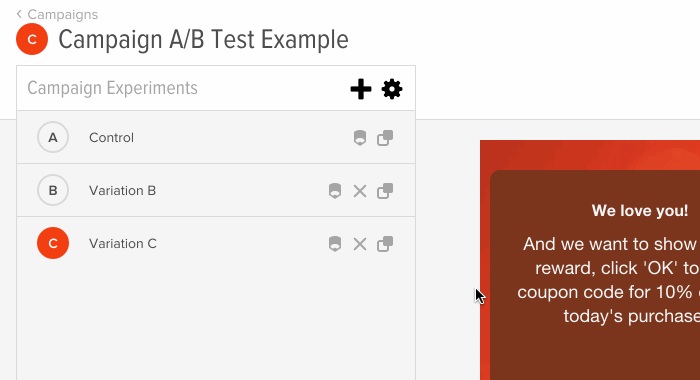 Campaigns
C Campaign A/B Test Example
Campaign Experiments
A Control
B Variation B
C Variation C
We love you!
And we want to show
reward, click 'OK' to
coupon code for 10%
today's purchase